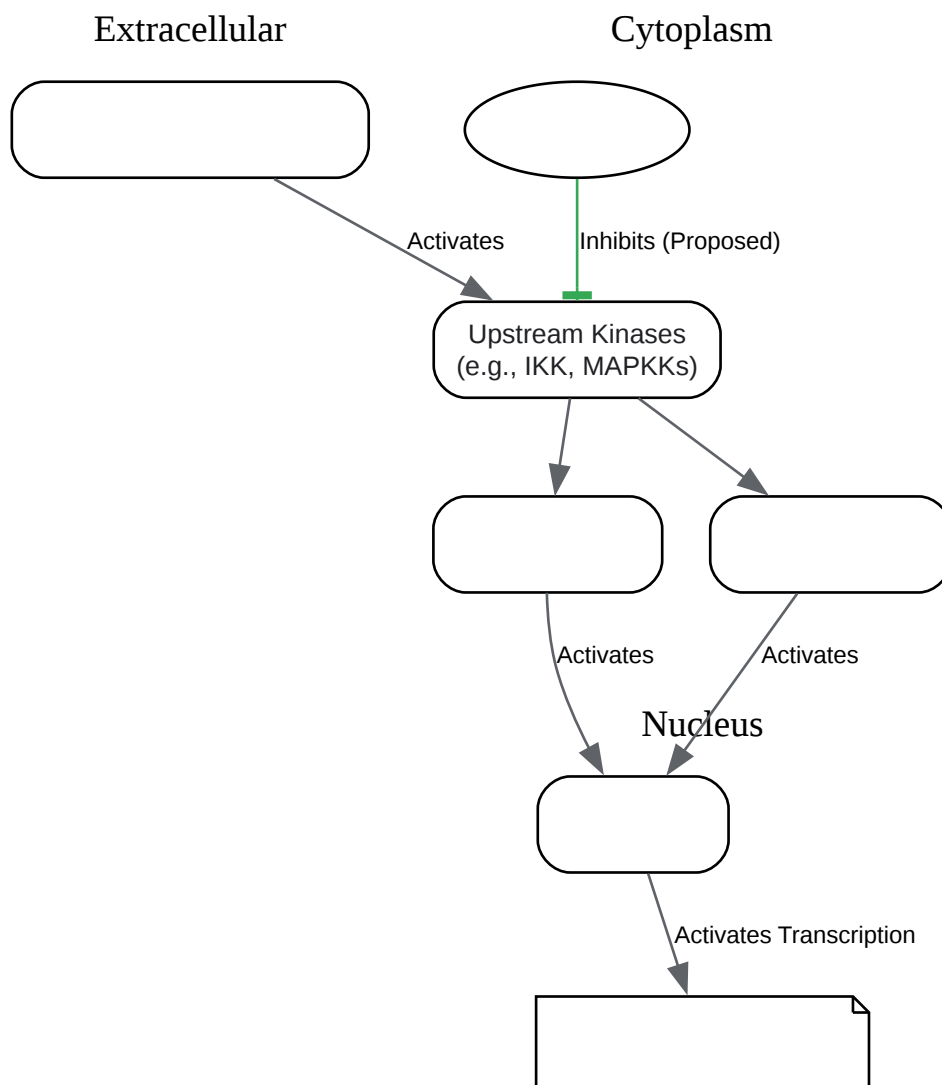 Extracellular
Cytoplasm
Activates
Inhibits (Proposed)
Upstream Kinases
(e.g., IKK, MAPKKs)
Activates
Activates
Nucleus
Activates Transcription